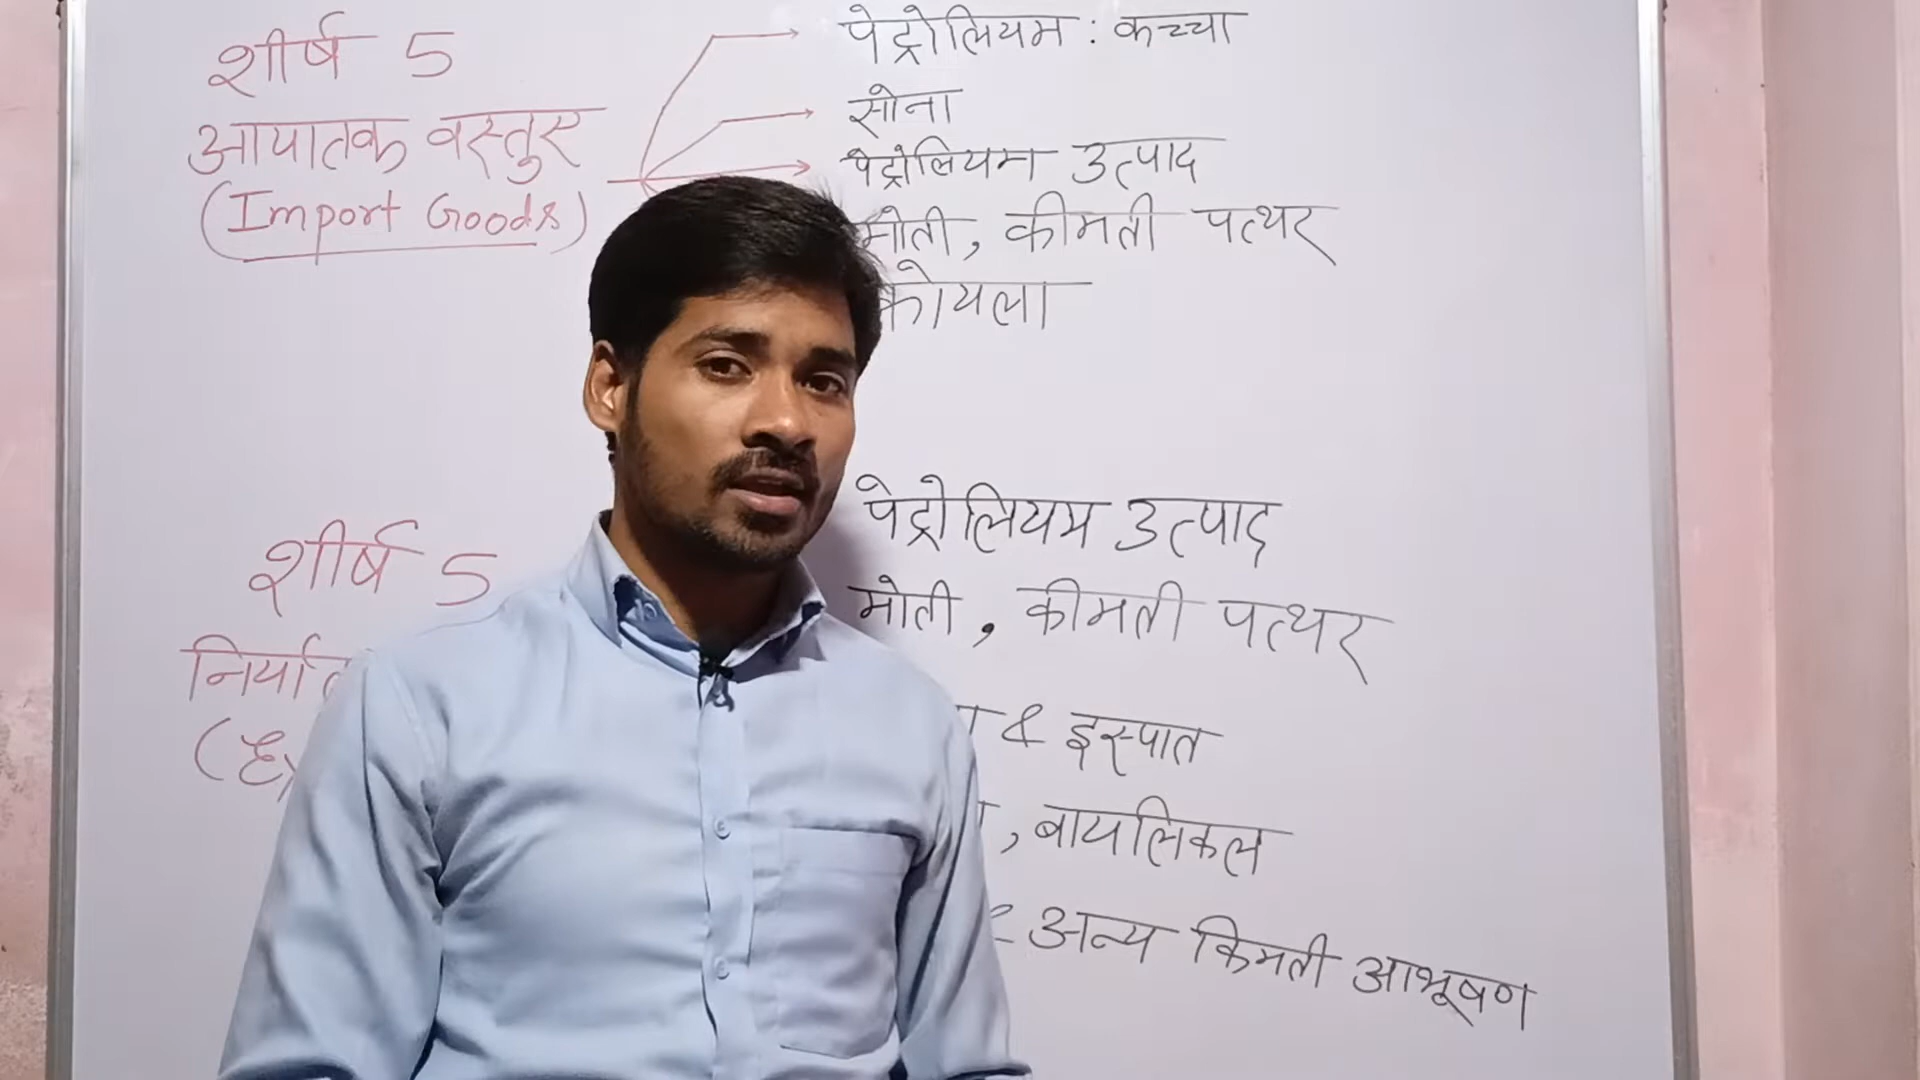 शीर्ष 5
आयातक वस्तुए
(Import Goods)
पेट्रोलियम : कच्चा
सोना
पेट्रोलियम उत्पाद
मोती, कीमती पत्थर
कोयला
शीर्ष 5
पेट्रोलियम उत्पाद
मोती, कीमती पत्थर
& इस्पात
, बायलिकल
अन्य किमती आभूषण